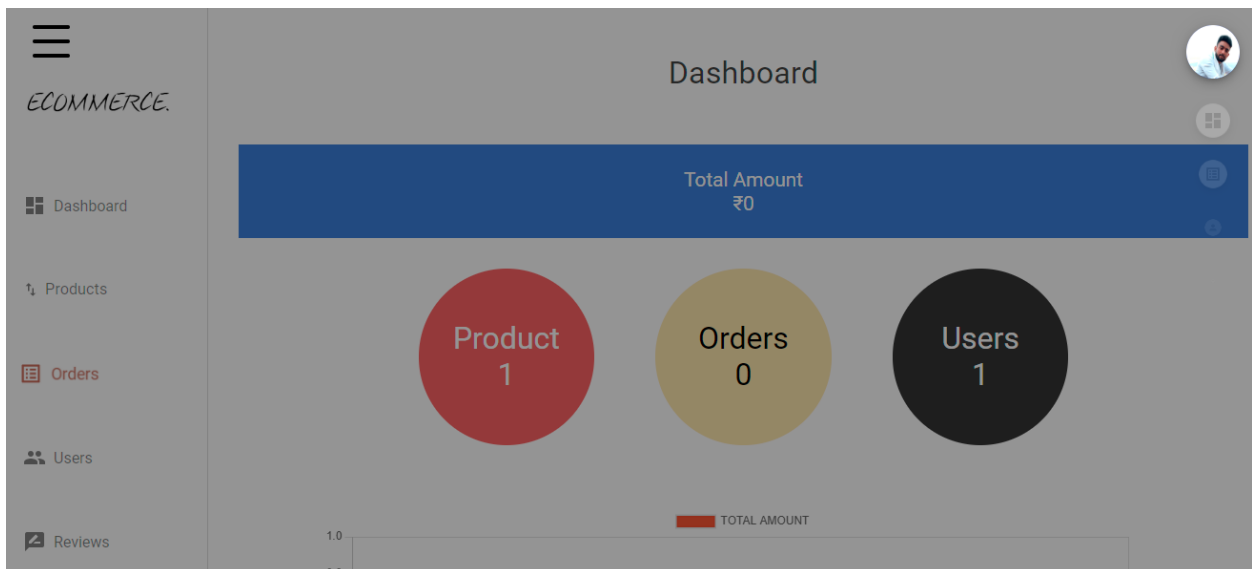 ECOMMERCE.
Dashboard
Products
Orders
Users
Reviews
Dashboard
Total Amount
₹0
Product
1
Orders
0
Users
1
TOTAL AMOUNT
1.0